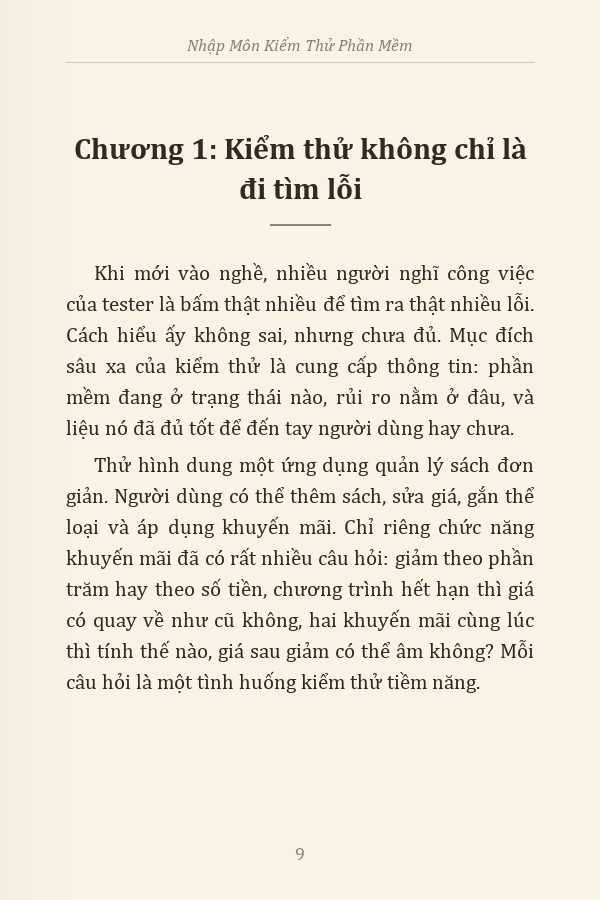 Nhập Môn Kiểm Thử Phần Mềm
Chương 1: Kiểm thử không chỉ là
đi tìm lỗi
Khi mới vào nghề, nhiều người nghĩ công việc
của tester là bấm thật nhiều để tìm ra thật nhiều lỗi.
Cách hiểu ấy không sai, nhưng chưa đủ. Mục đích
sâu xa của kiểm thử là cung cấp thông tin: phần
mềm đang ở trạng thái nào, rủi ro nằm ở đâu, và
liệu nó đã đủ tốt để đến tay người dùng hay chưa.
Thử hình dung một ứng dụng quản lý sách đơn
giản. Người dùng có thể thêm sách, sửa giá, gắn thể
loại và áp dụng khuyến mãi. Chỉ riêng chức năng
khuyến mãi đã có rất nhiều câu hỏi: giảm theo phần
trăm hay theo số tiền, chương trình hết hạn thì giá
có quay về như cũ không, hai khuyến mãi cùng lúc
thì tính thế nào, giá sau giảm có thể âm không? Mỗi
câu hỏi là một tình huống kiểm thử tiềm năng.
9